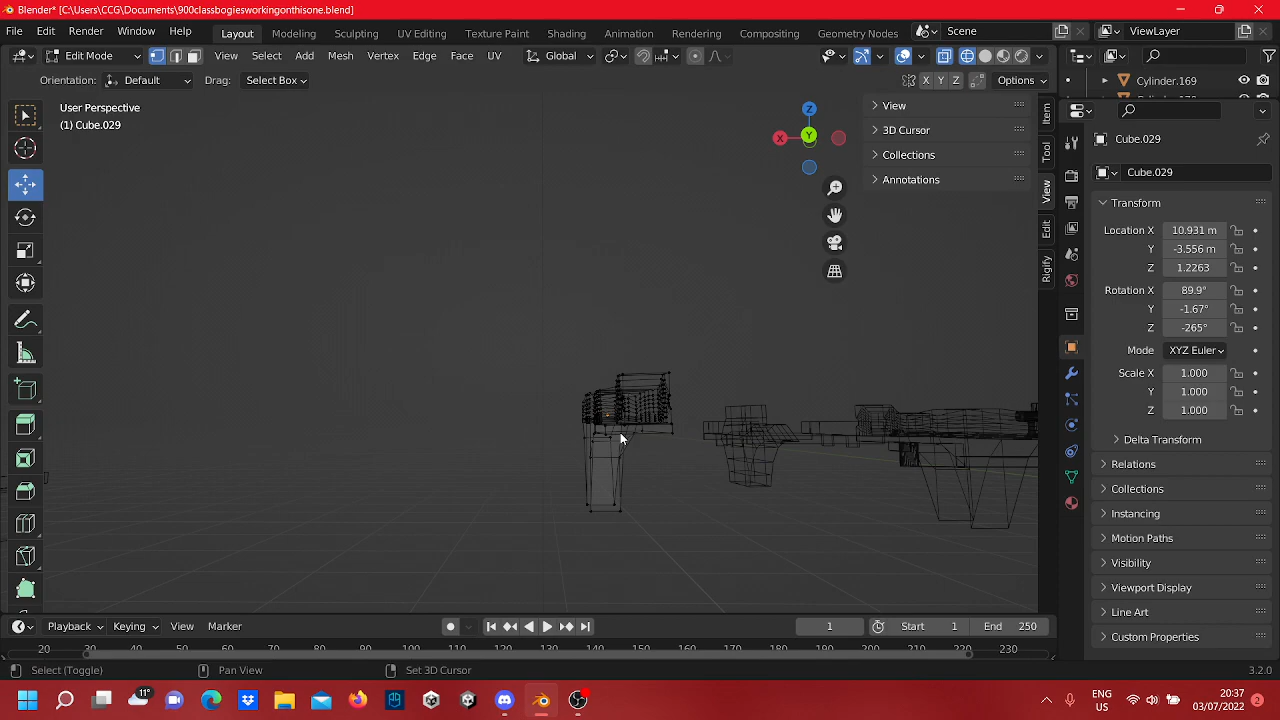 Blender* [C:\Users\CCG\Documents\900classbogiesworkingonthisone.blend]
File Edit Render Window Help Layout Modeling Sculpting UV Editing Texture Paint Shading Animation Rendering Compositing Geometry Nodes Scene ViewLayer
Edit Mode View Select Add Mesh Vertex Edge Face UV Global
Orientation: Default Drag: Select Box X Y Z Options
Cylinder.169
User Perspective
(1) Cube.029
Z
X
Y
View
3D Cursor
Collections
Annotations
Item
Tool
View
Edit
Rigify
Cube.029
Cube.029
Transform
Location X 10.931 m
Y -3.556 m
Z 1.2263
Rotation X 89.9°
Y -1.67°
Z -265°
Mode XYZ Euler
Scale X 1.000
Y 1.000
Z 1.000
Delta Transform
Relations
Collections
Instancing
Motion Paths
Visibility
Viewport Display
Line Art
Custom Properties
Playback Keying View Marker 1 Start 1 End 250
20 30 40 50 60 70 80 90 100 110 120 130 140 150 160 170 180 190 200 210 220 230
Select (Toggle) Pan View Set 3D Cursor 3.2.0
11°
ENG
US
20:37
03/07/2022
2